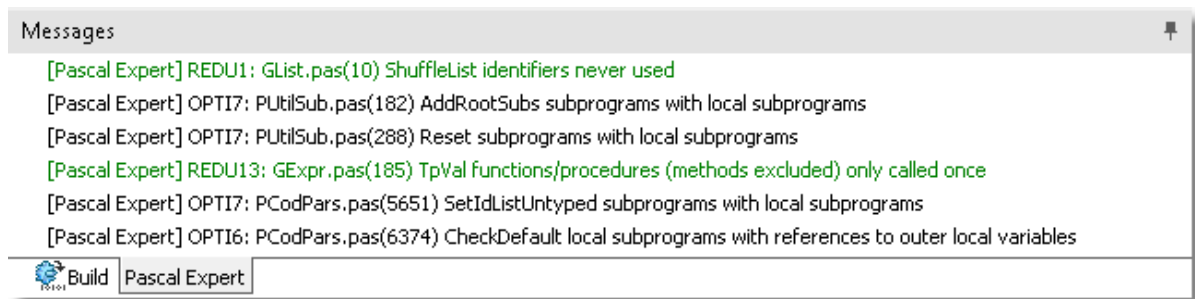 Messages
[Pascal Expert] REDU1: GList.pas(10) ShuffleList identifiers never used
[Pascal Expert] OPTI7: PUtilSub.pas(182) AddRootSubs subprograms with local subprograms
[Pascal Expert] OPTI7: PUtilSub.pas(288) Reset subprograms with local subprograms
[Pascal Expert] REDU13: GExpr.pas(185) TpVal functions/procedures (methods excluded) only called once
[Pascal Expert] OPTI7: PCodPars.pas(5651) SetIdListUntyped subprograms with local subprograms
[Pascal Expert] OPTI6: PCodPars.pas(6374) CheckDefault local subprograms with references to outer local variables
Build Pascal Expert